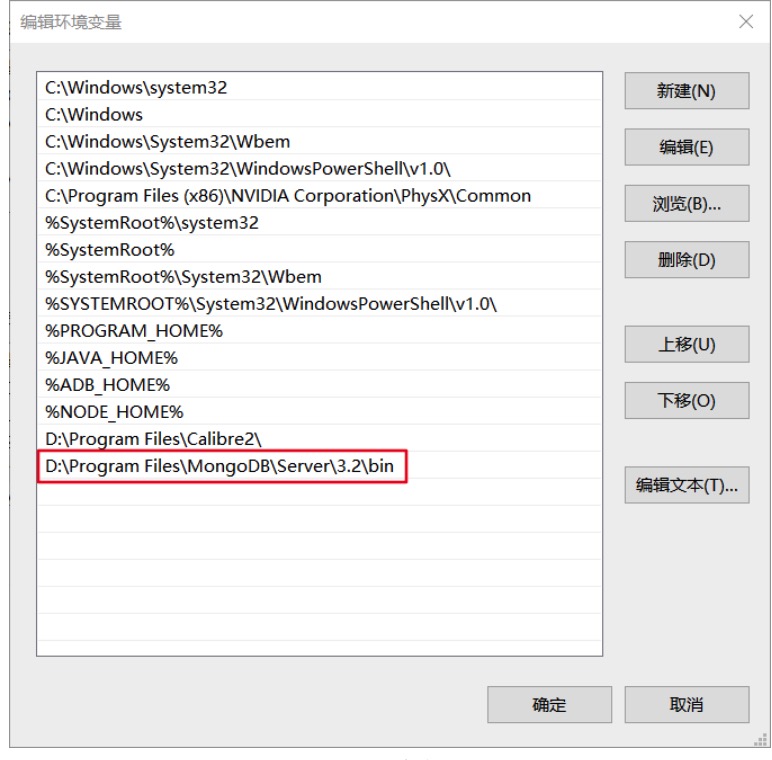 编辑环境变量
C:\Windows\system32
新建(N)
C:\Windows
C:\Windows\System32\Wbem
编辑(E)
C:\Windows\System32\WindowsPowerShell\v1.0\
C:\Program Files (x86)\NVIDIA Corporation\PhysX\Common
浏览(B)...
%SystemRoot%\system32
%SystemRoot%
删除(D)
%SystemRoot%\System32\Wbem
%SYSTEMROOT%\System32\WindowsPowerShell\v1.0\
%PROGRAM_HOME%
上移(U)
%JAVA_HOME%
%ADB_HOME%
下移(O)
%NODE_HOME%
D:\Program Files\Calibre2\
D:\Program Files\MongoDB\Server\3.2\bin
编辑文本(T)...
确定
取消